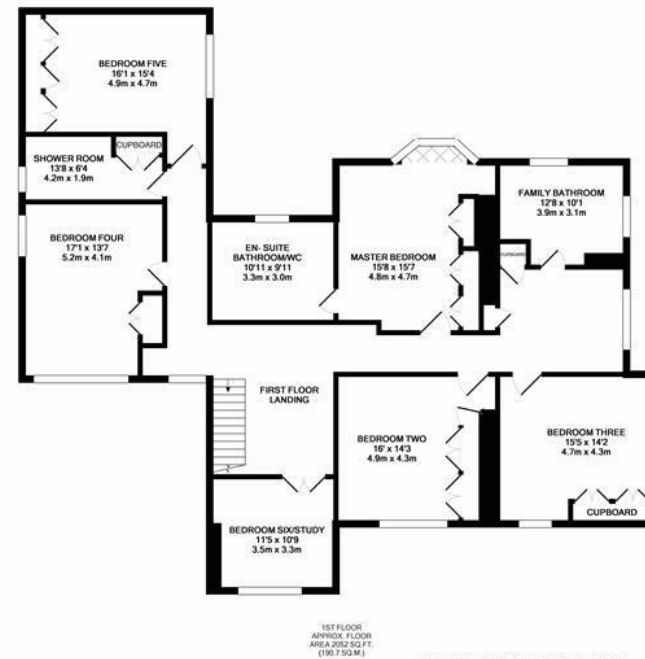 BEDROOM FIVE
16'1 x 15'4
4.9m x 4.7m
CUPBOARD
SHOWER ROOM
13'8 x 6'4
4.2m x 1.9m
BEDROOM FOUR
17'1 x 13'7
5.2m x 4.1m
EN- SUITE
BATHROOM/WC
10'11 x 9'11
3.3m x 3.0m
MASTER BEDROOM
15'8 x 15'7
4.8m x 4.7m
FAMILY BATHROOM
12'8 x 10'1
3.9m x 3.1m
CUPBOARD
FIRST FLOOR
LANDING
BEDROOM TWO
16' x 14'3
4.9m x 4.3m
BEDROOM THREE
15'5 x 14'2
4.7m x 4.3m
CUPBOARD
BEDROOM SIX/STUDY
11'5 x 10'9
3.5m x 3.3m
1ST FLOOR
APPROX. FLOOR
AREA 2052 SQ.FT.
(190.7 SQ.M.)